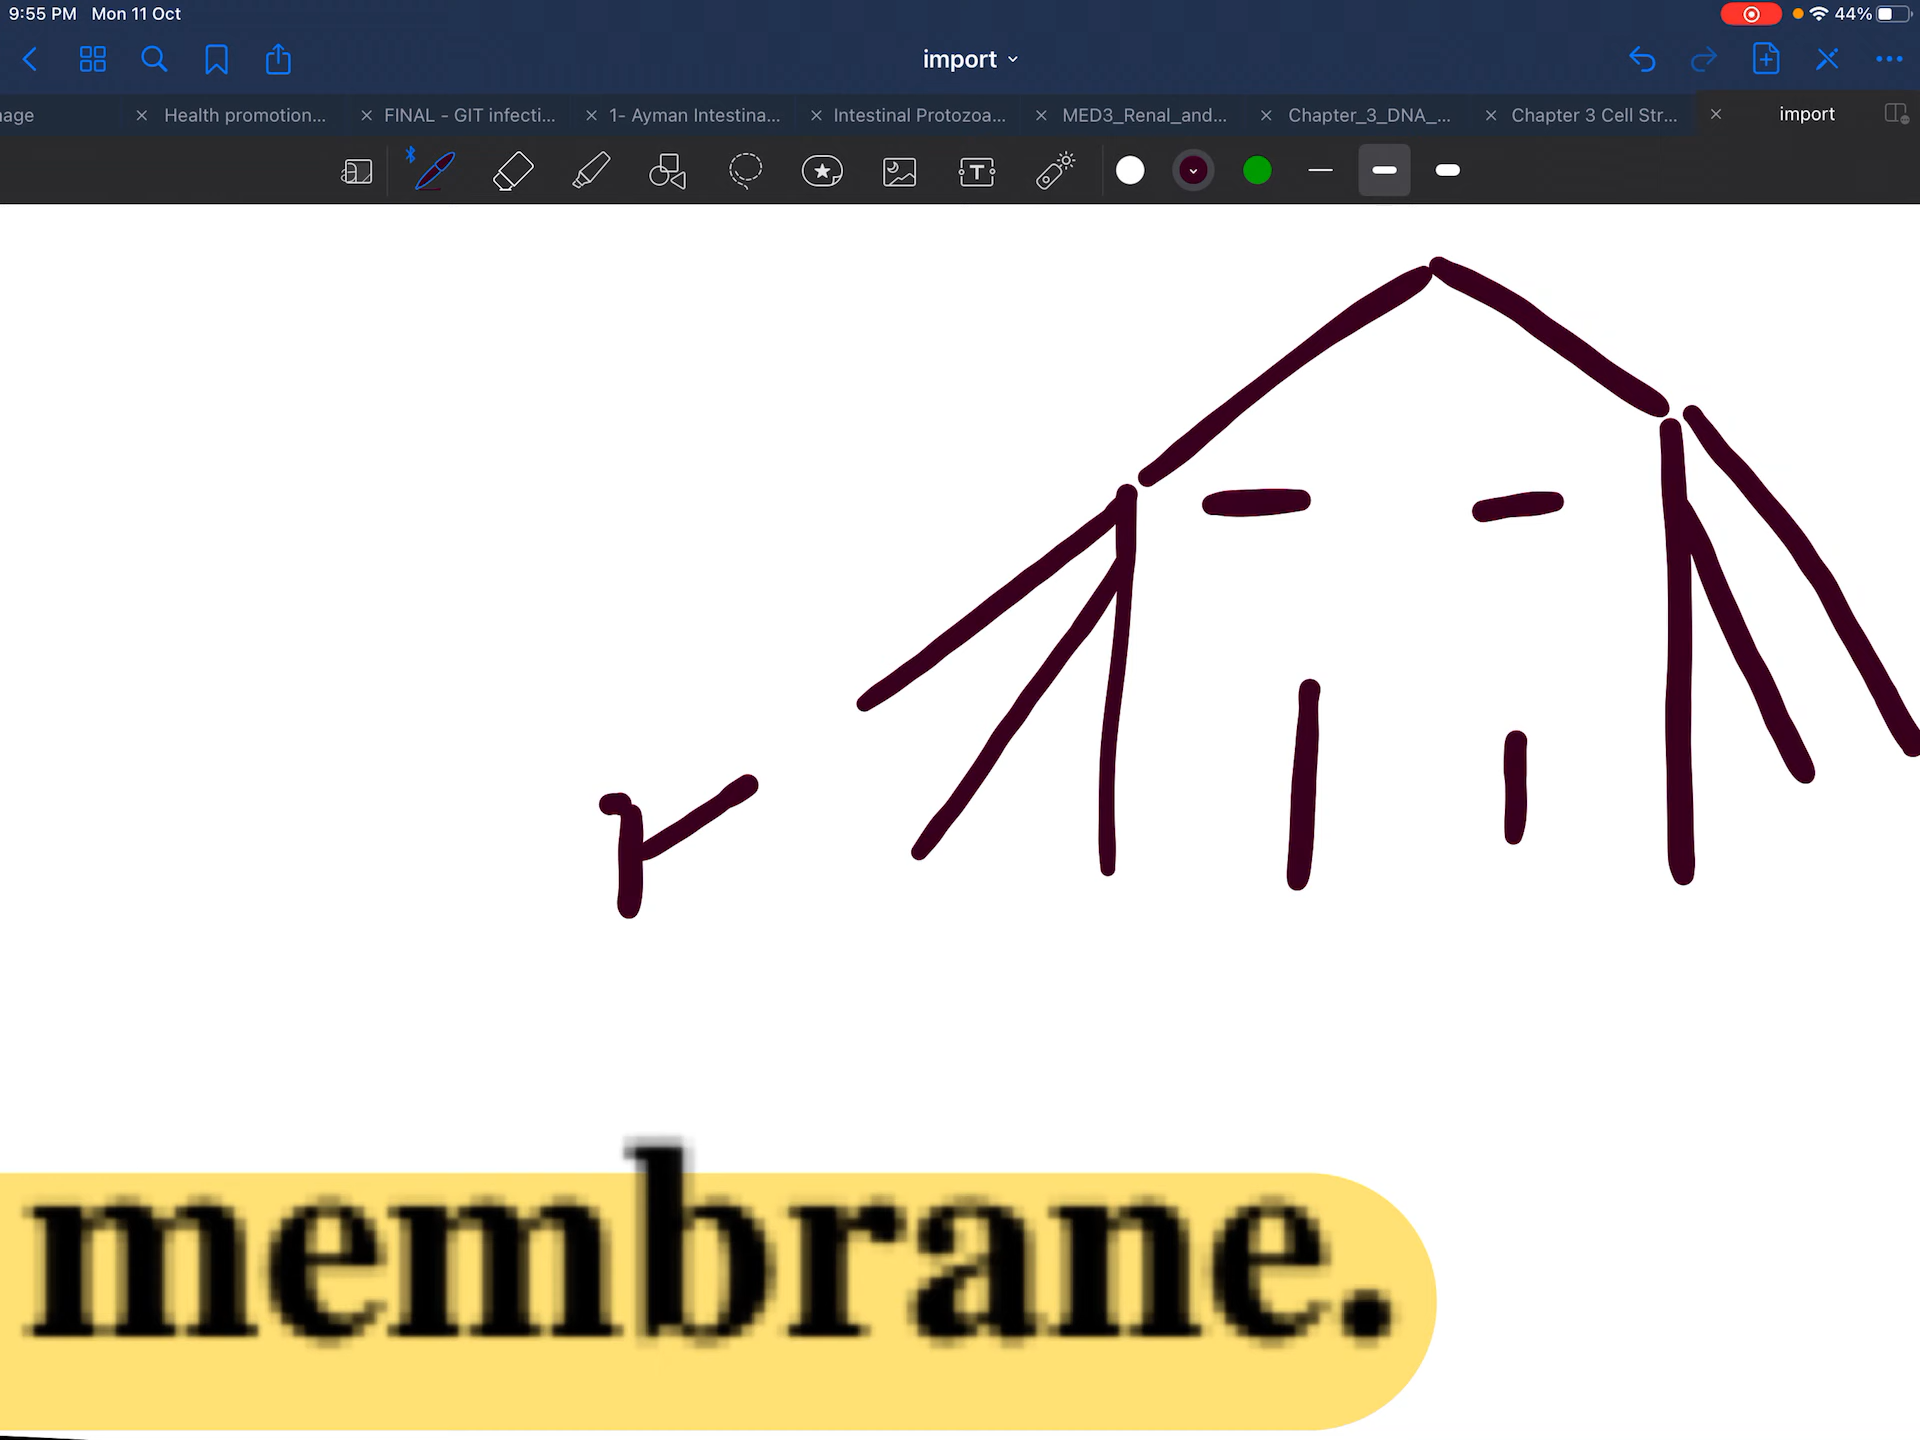 9:55 PM Mon 11 Oct 44%
import
age Health promotion... FINAL - GIT infecti... 1- Ayman Intestina... Intestinal Protozoa... MED3_Renal_and... Chapter_3_DNA_... Chapter 3 Cell Str... import
T
membrane.